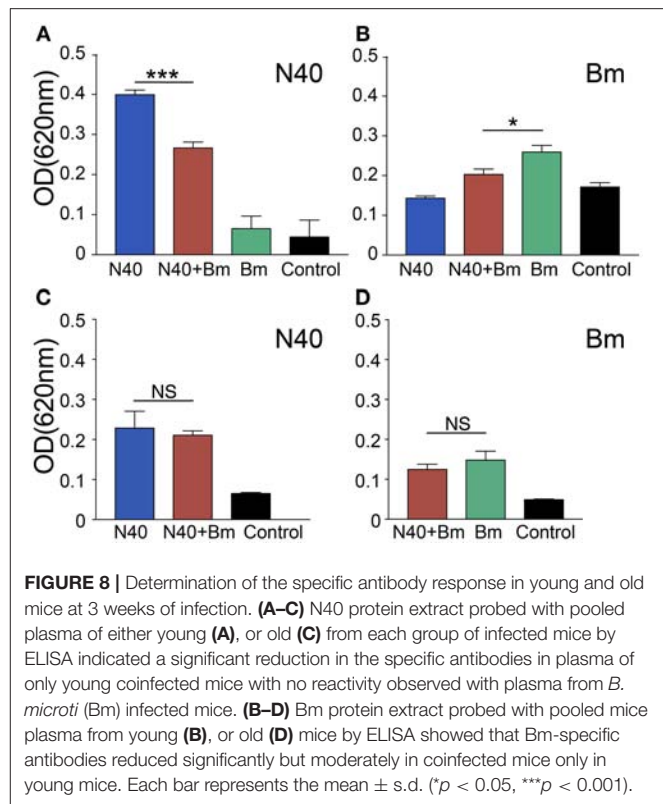 A
B
0.5
0.4
0.3
0.2
0.1
0
OD(620nm)
***
N40
N40 N40+Bm Bm Control
0.5
0.4
0.3
0.2
0.1
0
*
Bm
N40 N40+Bm Bm Control
C
D
0.5
0.4
0.3
0.2
0.1
0
OD(620nm)
NS
N40
N40 N40+Bm Control
0.5
0.4
0.3
0.2
0.1
0
NS
Bm
N40+Bm Bm Control
FIGURE 8 | Determination of the specific antibody response in young and old
mice at 3 weeks of infection. (A–C) N40 protein extract probed with pooled
plasma of either young (A), or old (C) from each group of infected mice by
ELISA indicated a significant reduction in the specific antibodies in plasma of
only young coinfected mice with no reactivity observed with plasma from B.
microti (Bm) infected mice. (B–D) Bm protein extract probed with pooled mice
plasma from young (B), or old (D) mice by ELISA showed that Bm-specific
antibodies reduced significantly but moderately in coinfected mice only in
young mice. Each bar represents the mean ± s.d. (*p < 0.05, ***p < 0.001).